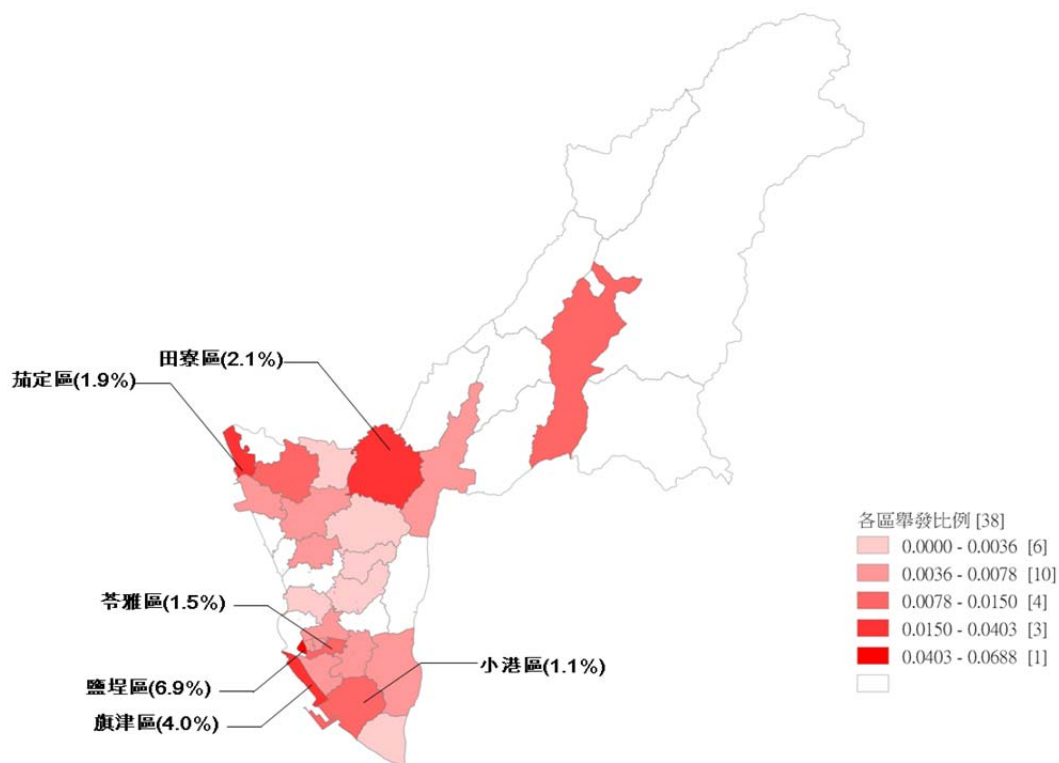 田寮區(2.1%)
茄定區(1.9%)
苓雅區(1.5%)
小港區(1.1%)
鹽埕區(6.9%)
旗津區(4.0%)
各區舉發比例 [38]
0.0000 - 0.0036 [6]
0.0036 - 0.0078 [10]
0.0078 - 0.0150 [4]
0.0150 - 0.0403 [3]
0.0403 - 0.0688 [1]